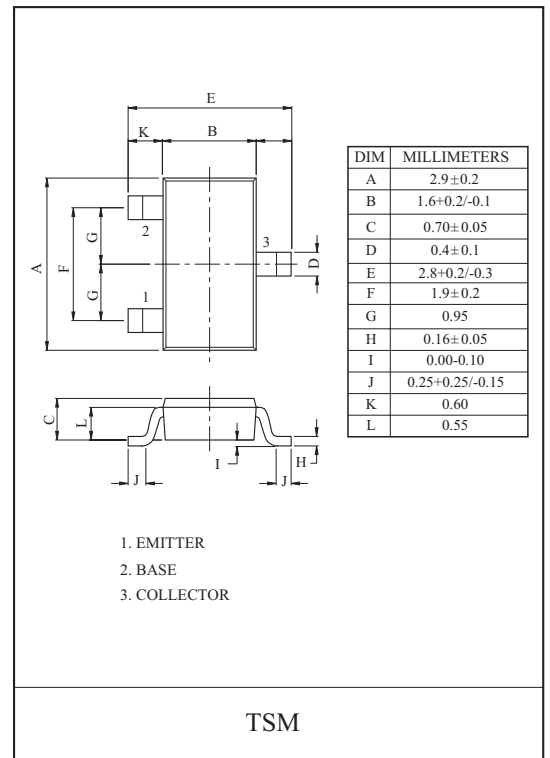 E
K B
2
G
3
A F
D
G
1
C L
I H
J J
DIM MILLIMETERS
A 2.9±0.2
B 1.6+0.2/-0.1
C 0.70±0.05
D 0.4±0.1
E 2.8+0.2/-0.3
F 1.9±0.2
G 0.95
H 0.16±0.05
I 0.00-0.10
J 0.25+0.25/-0.15
K 0.60
L 0.55
1. EMITTER
2. BASE
3. COLLECTOR
TSM